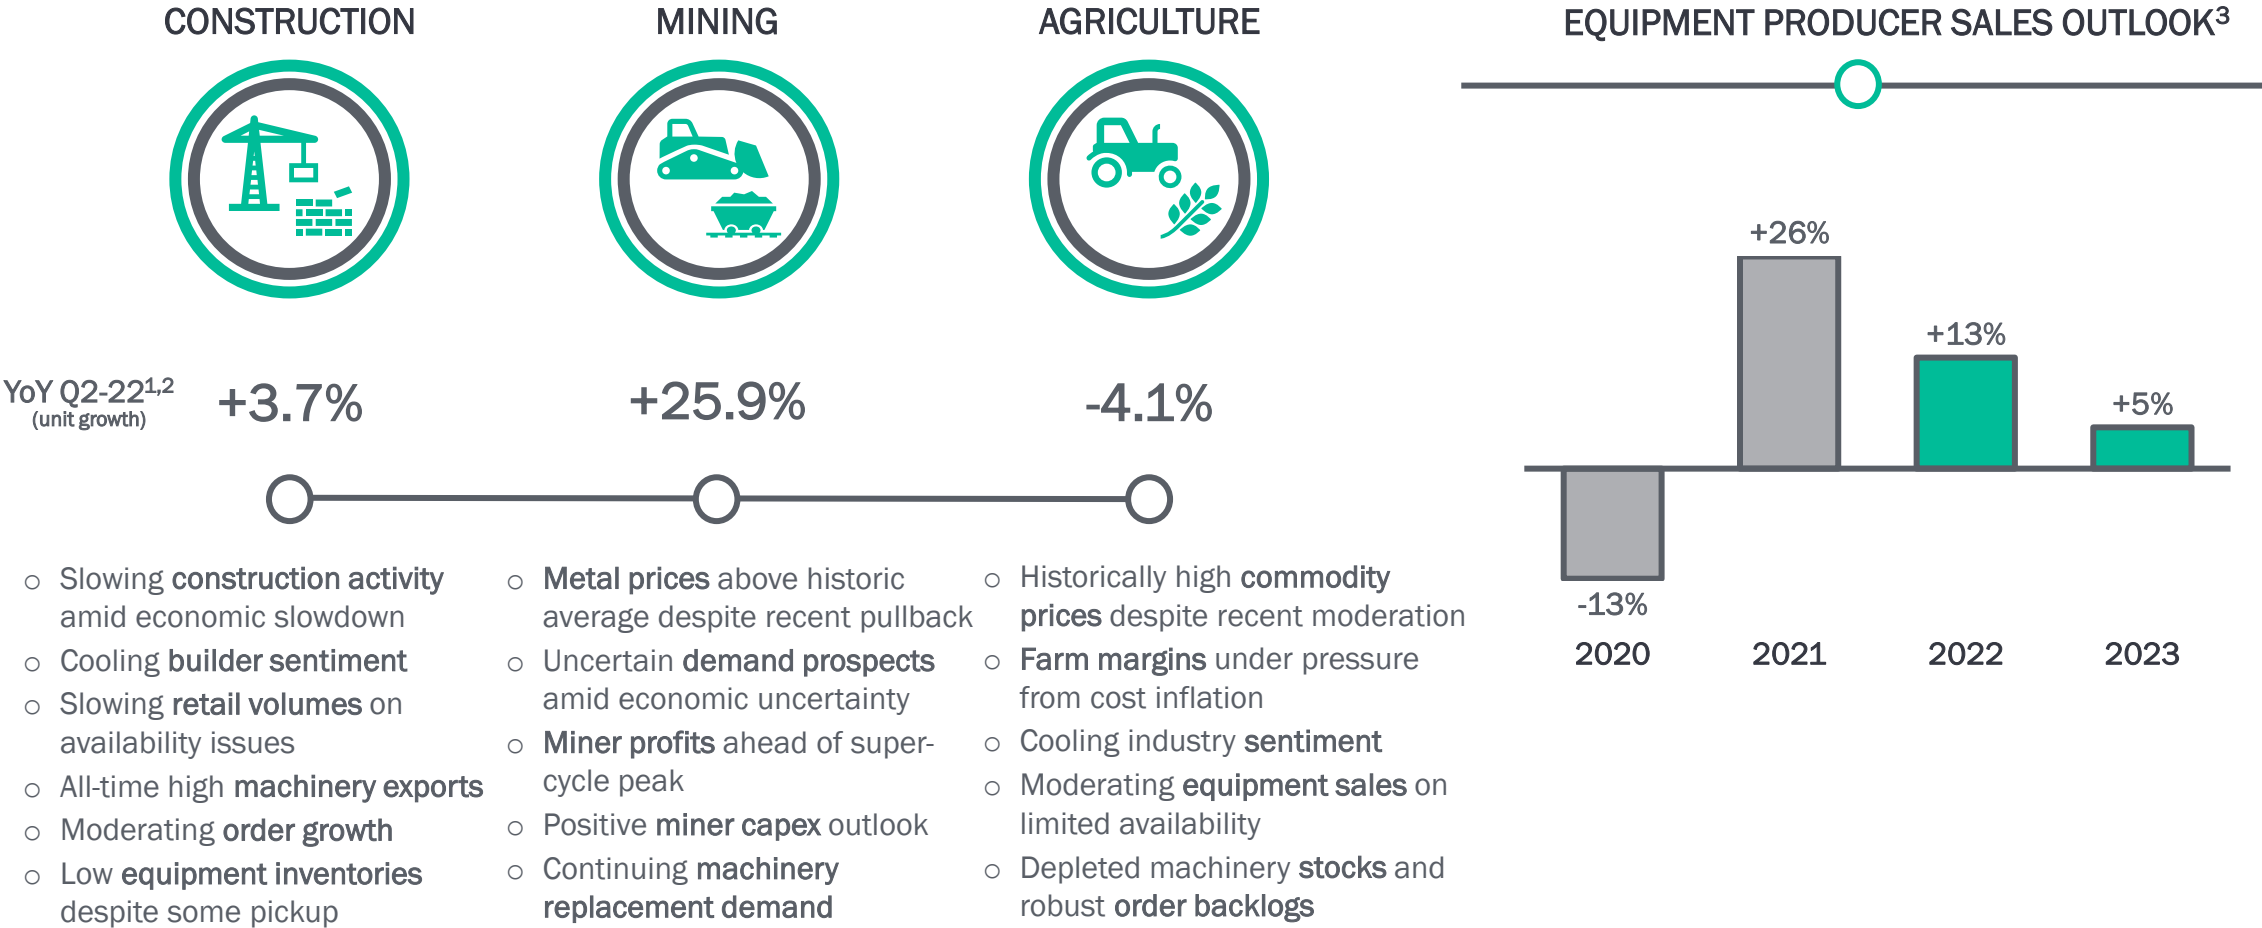 CONSTRUCTION
MINING
AGRICULTURE
YoY Q2-22¹,²
(unit growth)
+3.7%
+25.9%
-4.1%
○ Slowing construction activity
amid economic slowdown
○ Cooling builder sentiment
○ Slowing retail volumes on
availability issues
○ All-time high machinery exports
○ Moderating order growth
○ Low equipment inventories
despite some pickup
○ Metal prices above historic
average despite recent pullback
○ Uncertain demand prospects
amid economic uncertainty
○ Miner profits ahead of super-
cycle peak
○ Positive miner capex outlook
○ Continuing machinery
replacement demand
○ Historically high commodity
prices despite recent moderation
○ Farm margins under pressure
from cost inflation
○ Cooling industry sentiment
○ Moderating equipment sales on
limited availability
○ Depleted machinery stocks and
robust order backlogs
EQUIPMENT PRODUCER SALES OUTLOOK³
+26%
+13%
+5%
-13%
2020
2021
2022
2023